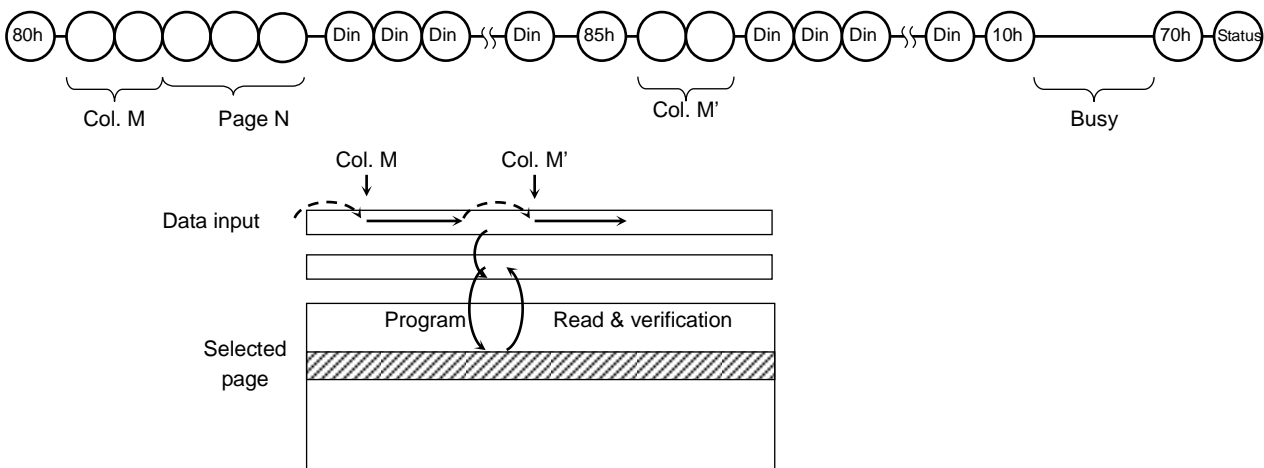 80h Din Din Din Din 85h Din Din Din Din 10h 70h Status
Col. M Page N Col. M' Busy
Col. M Col. M'
Data input
Program Read & verification
Selected
page